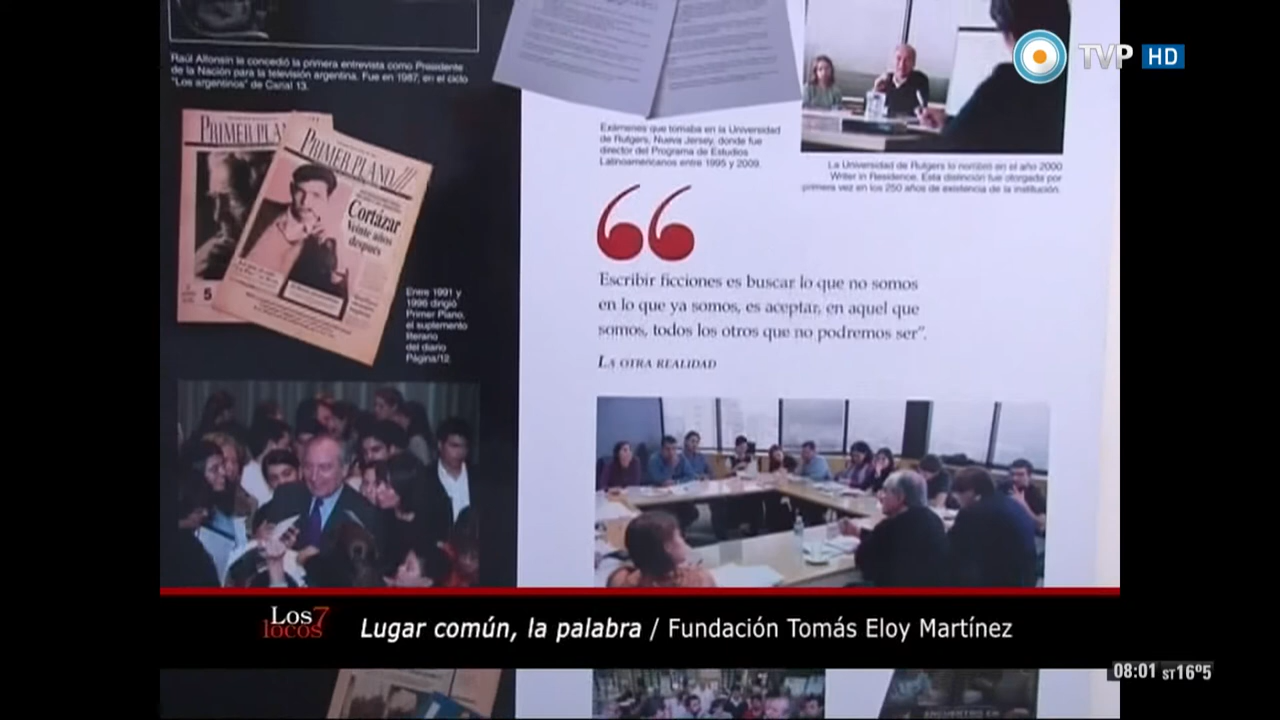 TVP HD
Raúl Alfonsín le concedió la primera entrevista como Presidente
de la Nación para la televisión argentina. Fue en 1987, en el ciclo
"Los argentinos" de Canal 13.
Exámenes que tomaba en la Universidad
de Rutgers, Nueva Jersey, donde fue
director del Programa de Estudios
Latinoamericanos entre 1995 y 2009.
La Universidad de Rutgers lo nombró en el año 2000
Writer in Residence. Esta distinción fue otorgada por
primera vez en los 250 años de existencia de la institución.
PRIMER PLANO
PRIMER PLANO///
Cortázar
Veinte años
después
5
Entre 1991 y
1996 dirigió
Primer Plano,
el suplemento
literario
del diario
Página/12.
“
Escribir ficciones es buscar lo que no somos
en lo que ya somos, es aceptar, en aquel que
somos, todos los otros que no podremos ser”.
LA OTRA REALIDAD
Los 7
locos
Lugar común, la palabra / Fundación Tomás Eloy Martínez
08:01 ST16º5
ENCUENTRO EN